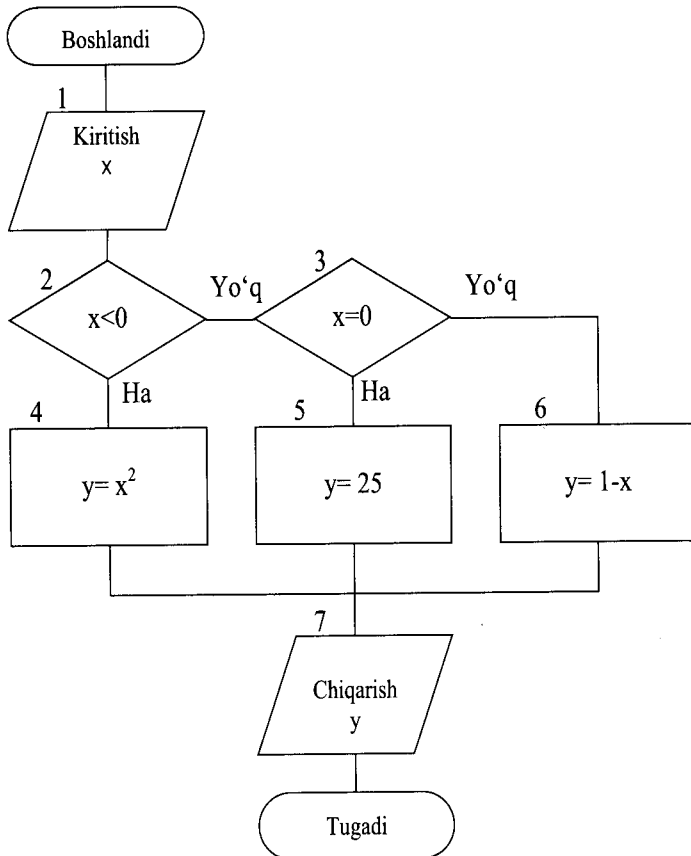 Boshlandi
1
Kiritish
x
2
x<0
Yo‘q
3
x=0
Yo‘q
Ha
Ha
4
y= x²
5
y= 25
6
y= 1-x
7
Chiqarish
y
Tugadi